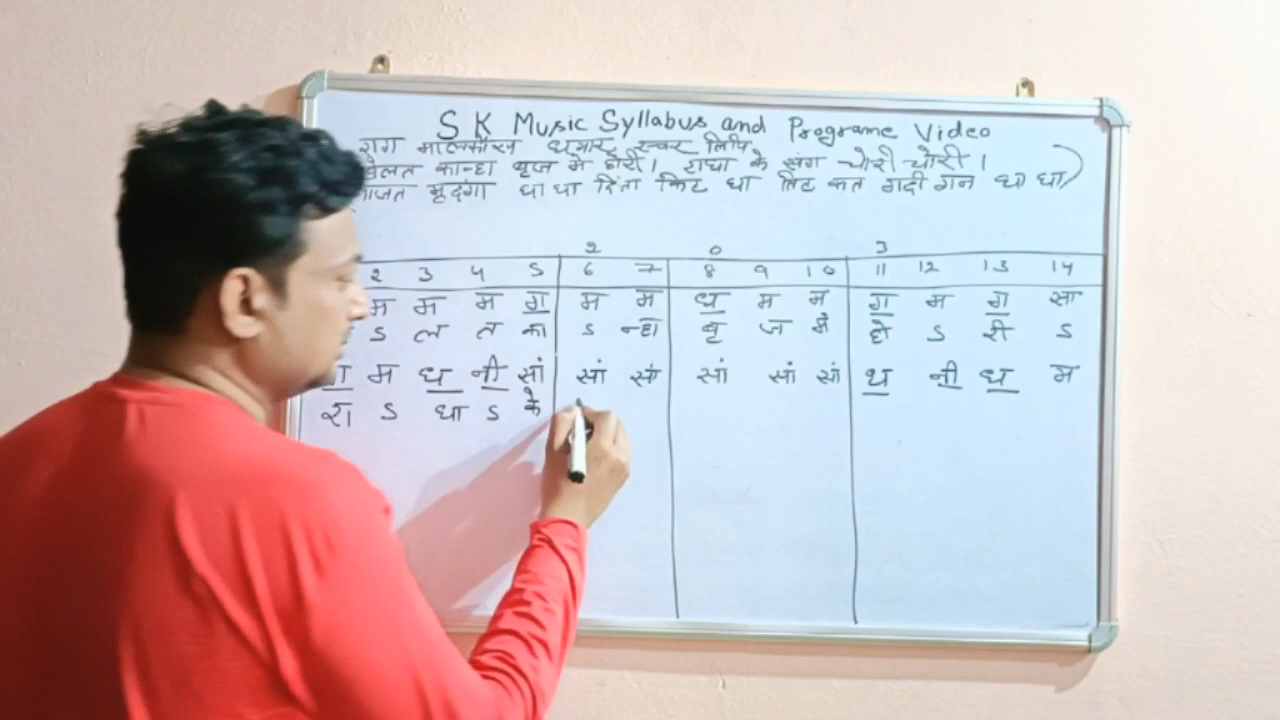 S K Music Syllabus and Programe Video
राग मालकौंस धमार स्वर लिपि
खेलत कान्हा बृज मे होरी। राधा के संग चोरी चोरी।
बाजत मृदंगा धा धा दिंता किट धा तिट कत गदी गन धा धा)
2 0 3
2 3 4 5 6 7 8 9 10 11 12 13 14
म म म ग॒ म म ध॒ म म ग॒ म ग॒ सा
ऽ ल त का ऽ न्हा बृ ज मे हो ऽ री ऽ
ग॒ म ध॒ नी॒ सां सां सां सां सां सां ध॒ नी॒ ध॒ म
रा ऽ धा ऽ के